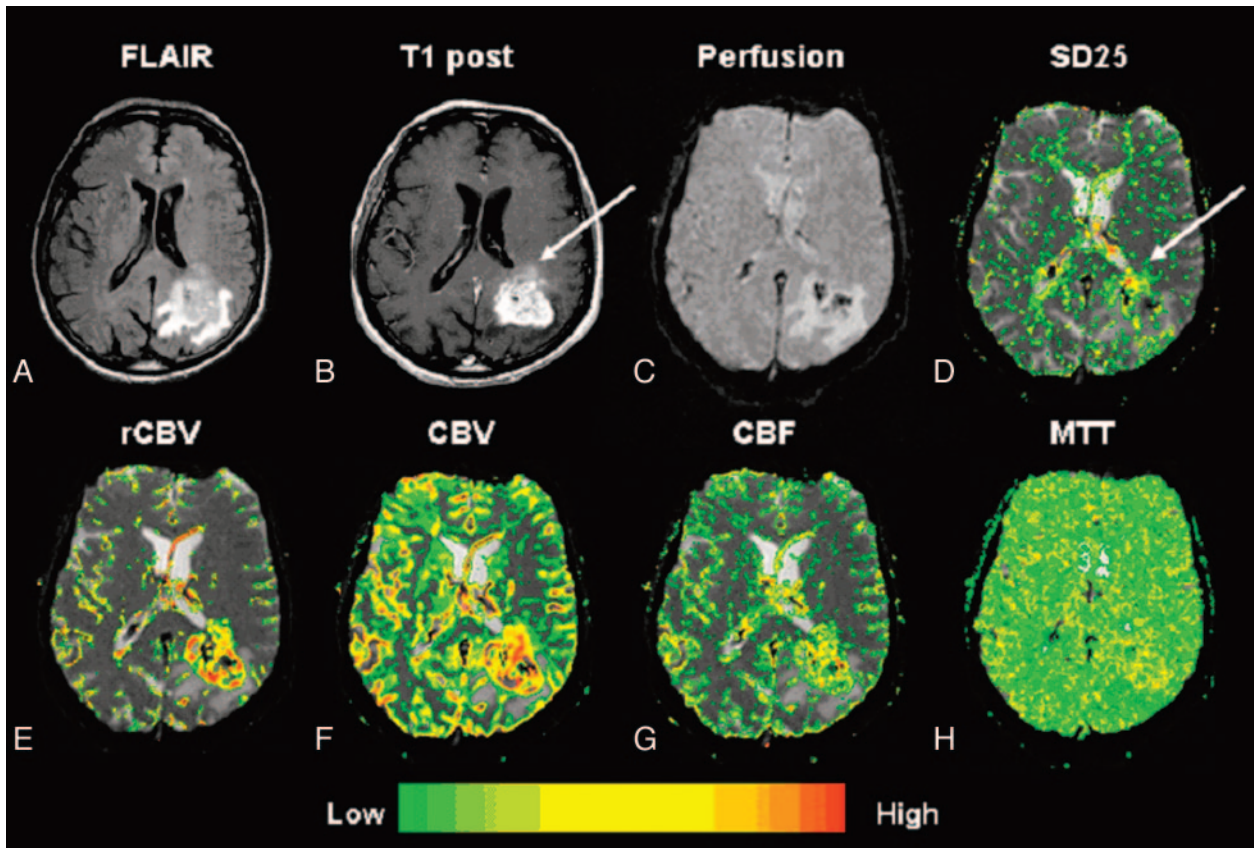 FLAIR T1 post Perfusion SD25
A B C D
rCBV CBV CBF MTT
E F G H
Low High